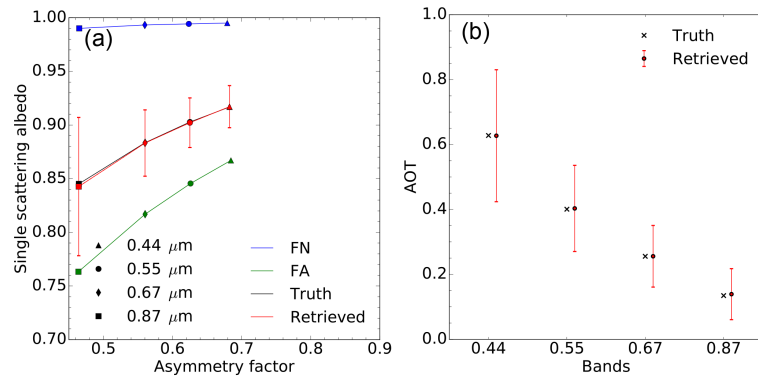 (a)
Single scattering albedo
1.00
0.95
0.90
0.85
0.80
0.75
0.70
0.44 μm
0.55 μm
0.67 μm
0.87 μm
FN
FA
Truth
Retrieved
0.5 0.6 0.7 0.8 0.9
Asymmetry factor
(b)
AOT
1.0
0.8
0.6
0.4
0.2
0.0
Truth
Retrieved
0.44 0.55 0.67 0.87
Bands